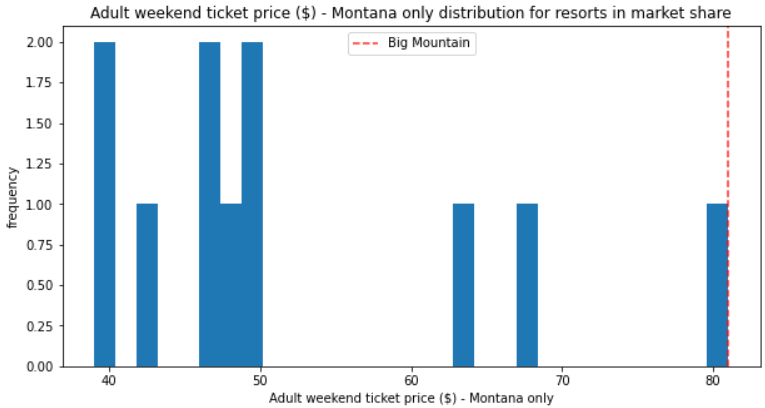 Adult weekend ticket price ($) - Montana only distribution for resorts in market share
Big Mountain
2.00
1.75
1.50
1.25
1.00
0.75
0.50
0.25
0.00
frequency
40 50 60 70 80
Adult weekend ticket price ($) - Montana only